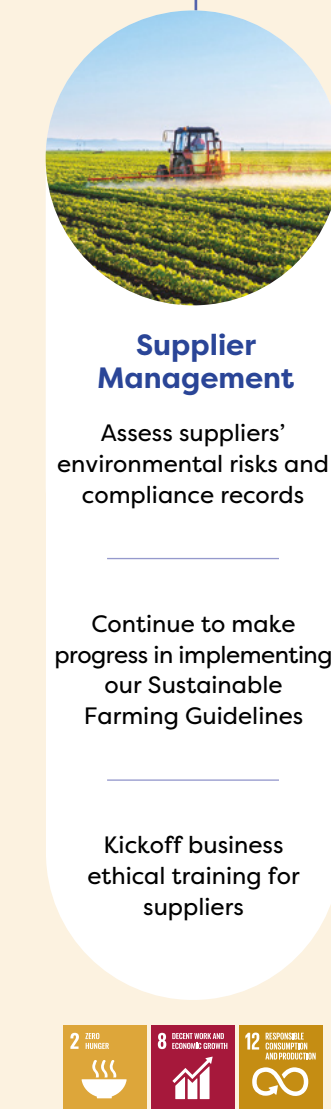 Supplier
Management
Assess suppliers'
environmental risks and
compliance records
Continue to make
progress in implementing
our Sustainable
Farming Guidelines
Kickoff business
ethical training for
suppliers
2 ZERO
HUNGER
8 DECENT WORK AND
ECONOMIC GROWTH
12 RESPONSIBLE
CONSUMPTION
AND PRODUCTION